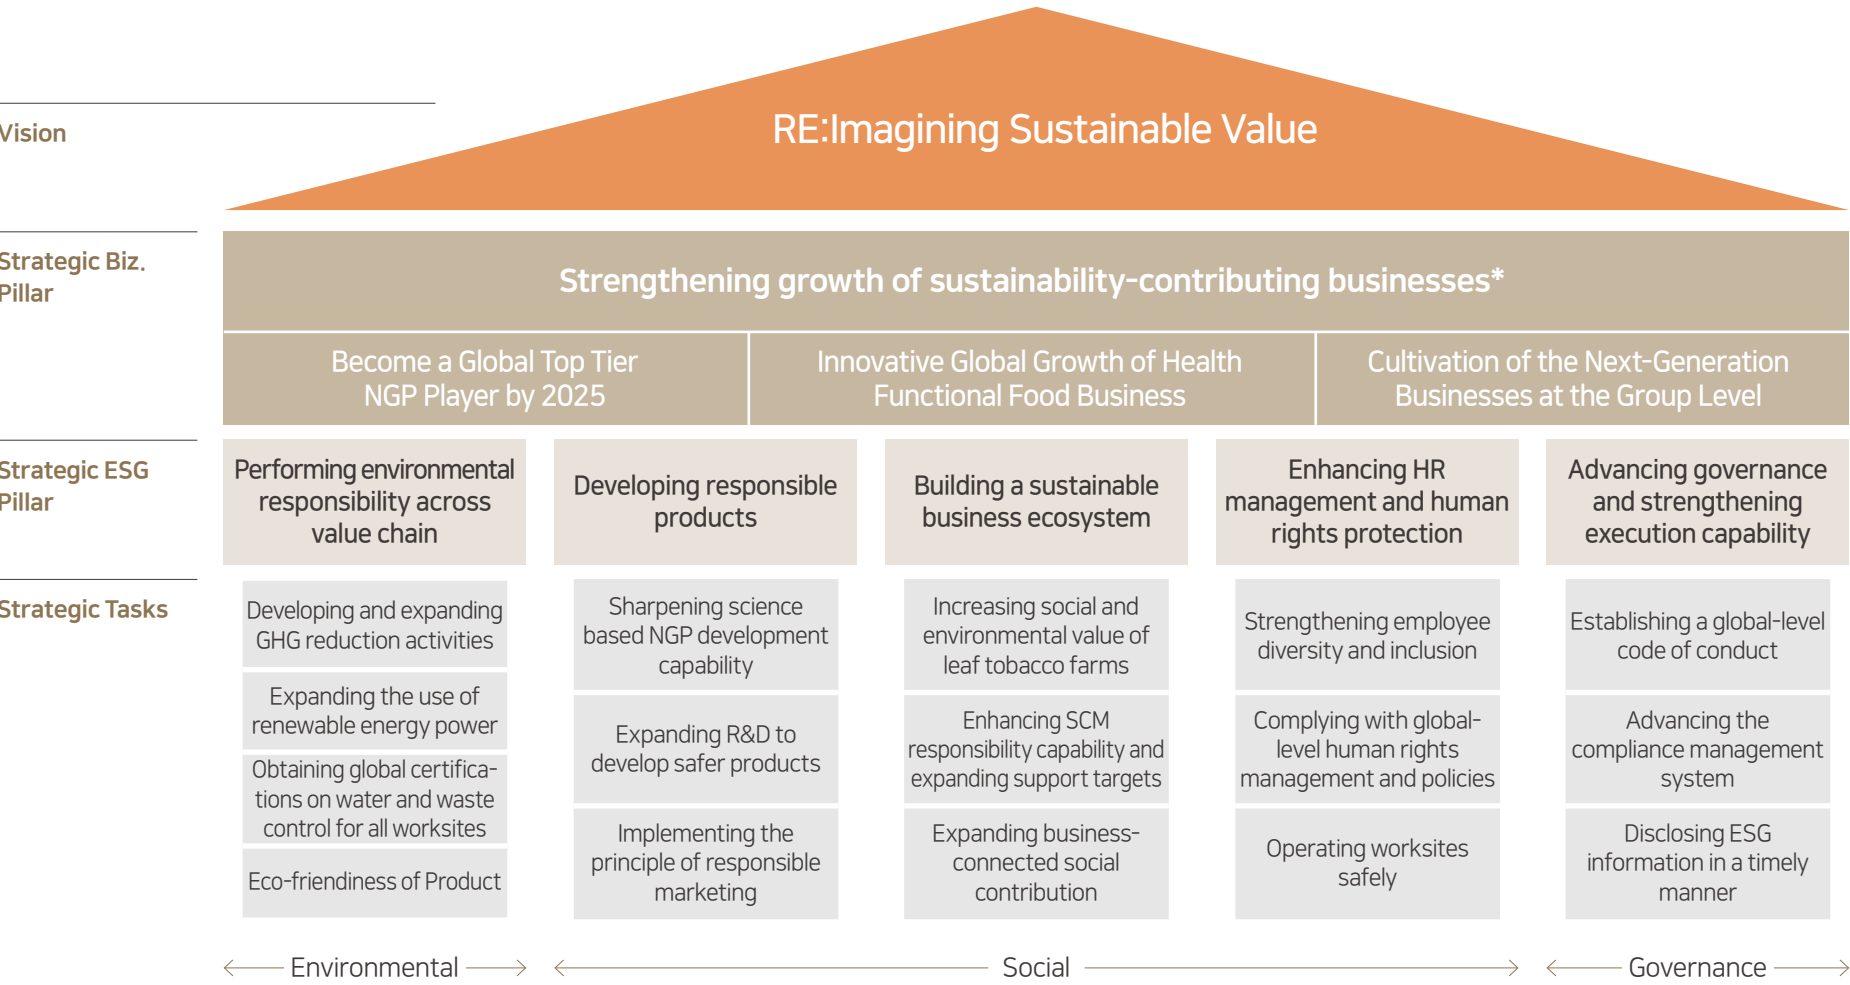 RE:Imagining Sustainable Value
Vision
Strategic Biz.
Pillar
Strengthening growth of sustainability-contributing businesses*
Become a Global Top Tier
NGP Player by 2025
Innovative Global Growth of Health
Functional Food Business
Cultivation of the Next-Generation
Businesses at the Group Level
Strategic ESG
Pillar
Performing environmental
responsibility across
value chain
Developing responsible
products
Building a sustainable
business ecosystem
Enhancing HR
management and human
rights protection
Advancing governance
and strengthening
execution capability
Strategic Tasks
Developing and expanding
GHG reduction activities
Expanding the use of
renewable energy power
Obtaining global certifica-
tions on water and waste
control for all worksites
Eco-friendiness of Product
Sharpening science
based NGP development
capability
Expanding R&D to
develop safer products
Implementing the
principle of responsible
marketing
Increasing social and
environmental value of
leaf tobacco farms
Enhancing SCM
responsibility capability and
expanding support targets
Expanding business-
connected social
contribution
Strengthening employee
diversity and inclusion
Complying with global-
level human rights
management and policies
Operating worksites
safely
Establishing a global-level
code of conduct
Advancing the
compliance management
system
Disclosing ESG
information in a timely
manner
Environmental
Social
Governance